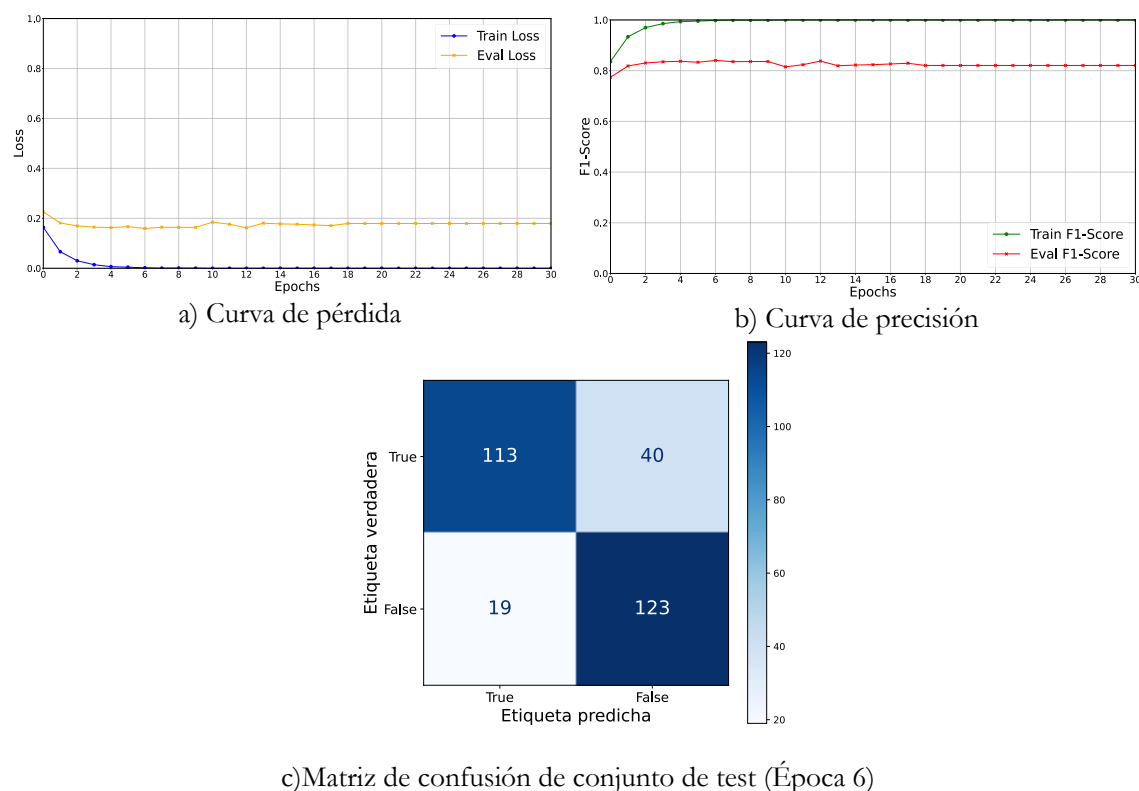 1.0
0.8
0.6
0.4
0.2
0.0
Loss
Train Loss
Eval Loss
0 2 4 6 8 10 12 14 16 18 20 22 24 26 28 30
Epochs
a) Curva de pérdida
1.0
0.8
0.6
0.4
0.2
0.0
F1-Score
Train F1-Score
Eval F1-Score
0 2 4 6 8 10 12 14 16 18 20 22 24 26 28 30
Epochs
b) Curva de precisión
Etiqueta verdadera
True 113 40
False 19 123
True False
Etiqueta predicha
120
100
80
60
40
20
c)Matriz de confusión de conjunto de test (Época 6)